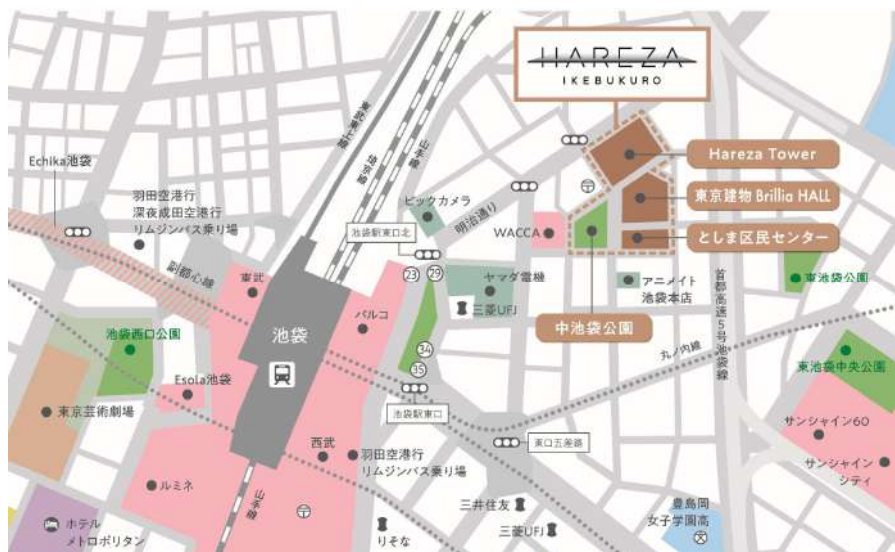 HAREZA
IKEBUKURO
Hareza Tower
東京建物 Brillia HALL
としま区民センター
中池袋公園
Echika池袋
羽田空港行
深夜成田空港行
リムジンバス乗り場
副都心線
東武東上線
埼京線
山手線
ビックカメラ
池袋駅東口北
明治通り
WACCA
23
29
ヤマダ電機
三菱UFJ
アニメイト
池袋本店
首都高速5号池袋線
東池袋公園
東武
池袋
パルコ
34
35
池袋駅東口
丸ノ内線
東池袋中央公園
池袋西口公園
Esola池袋
東京芸術劇場
東口五差路
サンシャイン60
サンシャイン
シティ
西武
羽田空港行
リムジンバス乗り場
ルミネ
山手線
ホテル
メトロポリタン
りそな
三井住友
三菱UFJ
豊島岡
女子学園高